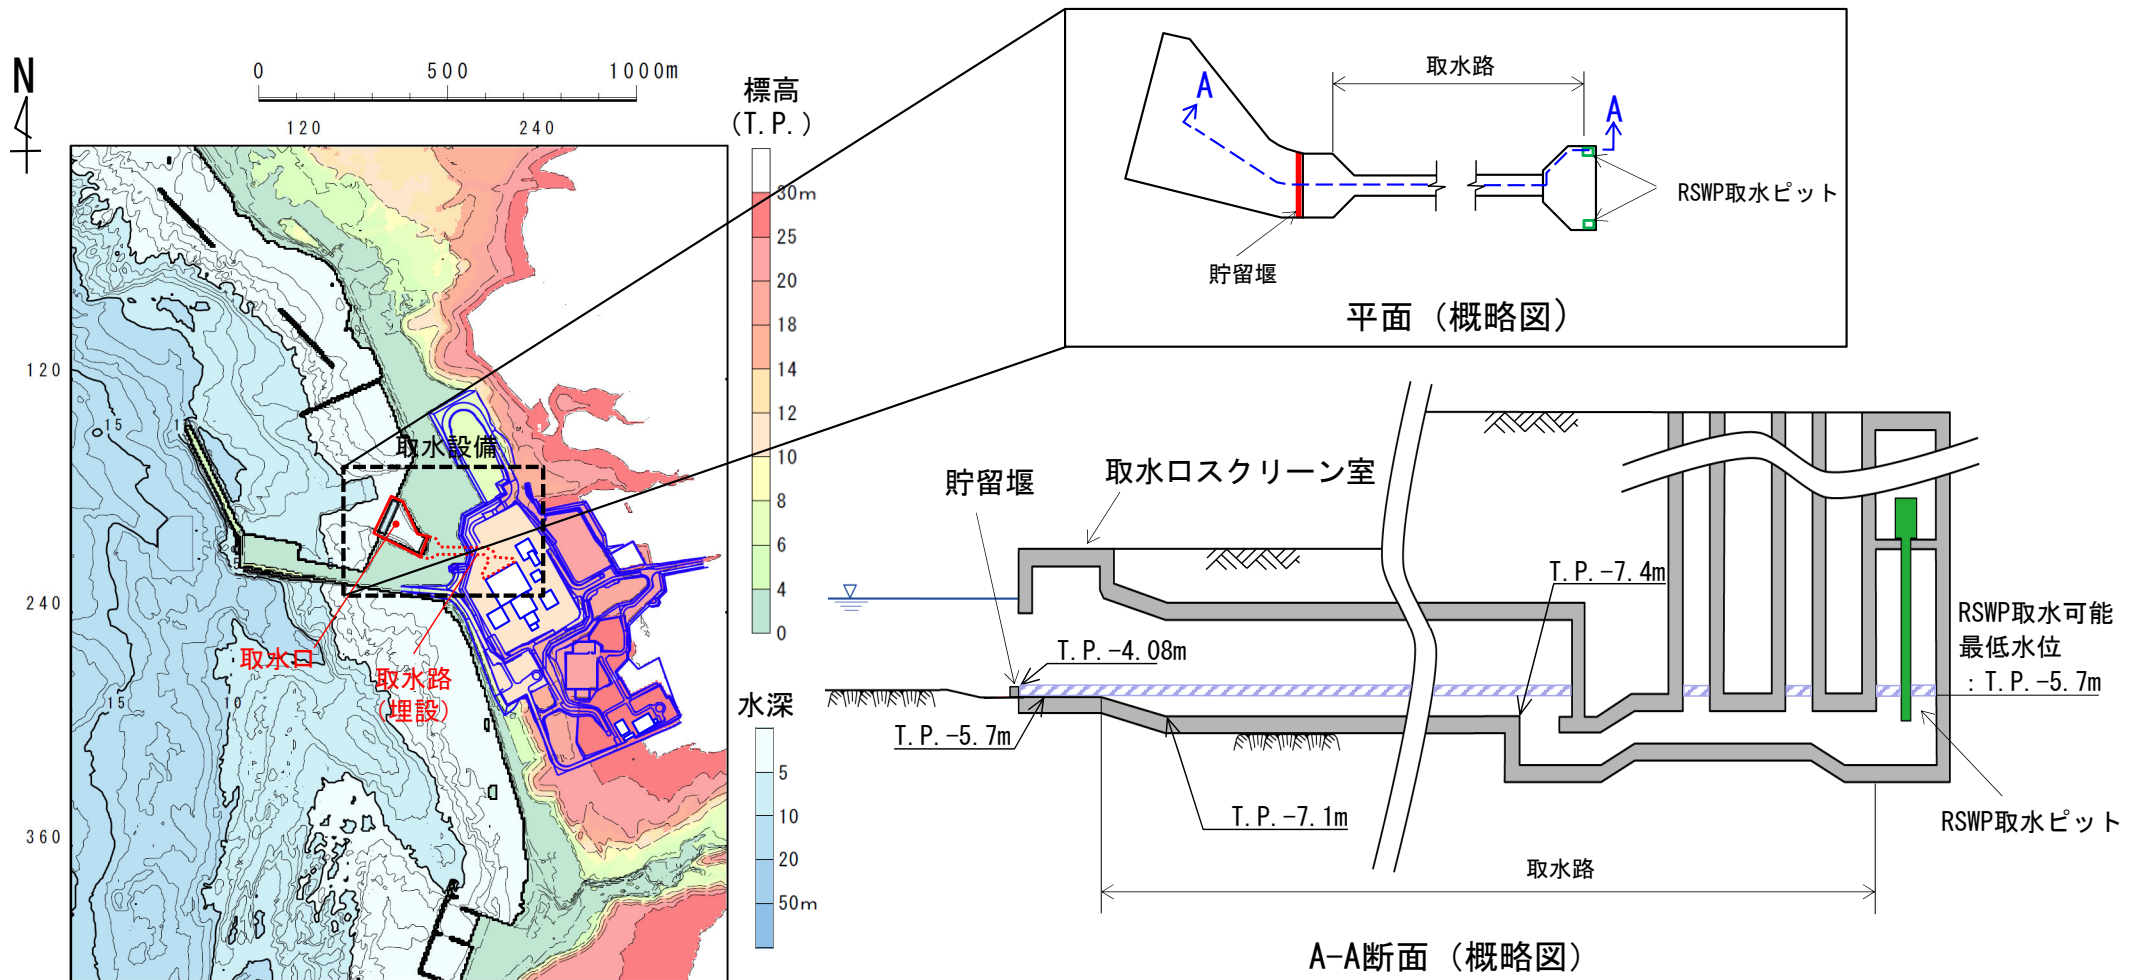 N
0 500 1000m
120 240
標高
(T.P.)
30m
25
20
18
14
12
10
8
6
4
0
水深
5
10
20
50m
120
240
360
15
15
10
5
5
取水設備
取水口
取水路
(埋設)
取水路
A
A
RSWP取水ピット
貯留堰
平面（概略図）
貯留堰
取水口スクリーン室
T.P.-4.08m
T.P.-5.7m
T.P.-7.1m
T.P.-7.4m
RSWP取水可能
最低水位
：T.P.-5.7m
RSWP取水ピット
取水路
A-A断面（概略図）